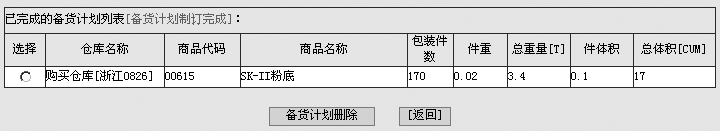 已完成的备货计划列表[备货计划制订完成]：
选择 仓库名称 商品代码 商品名称 包装件数 件重 总重量[T] 件体积 总体积[CUM]
购买仓库[浙江0826] 00615 SK-II粉底 170 0.02 3.4 0.1 17
备货计划删除 [返回]